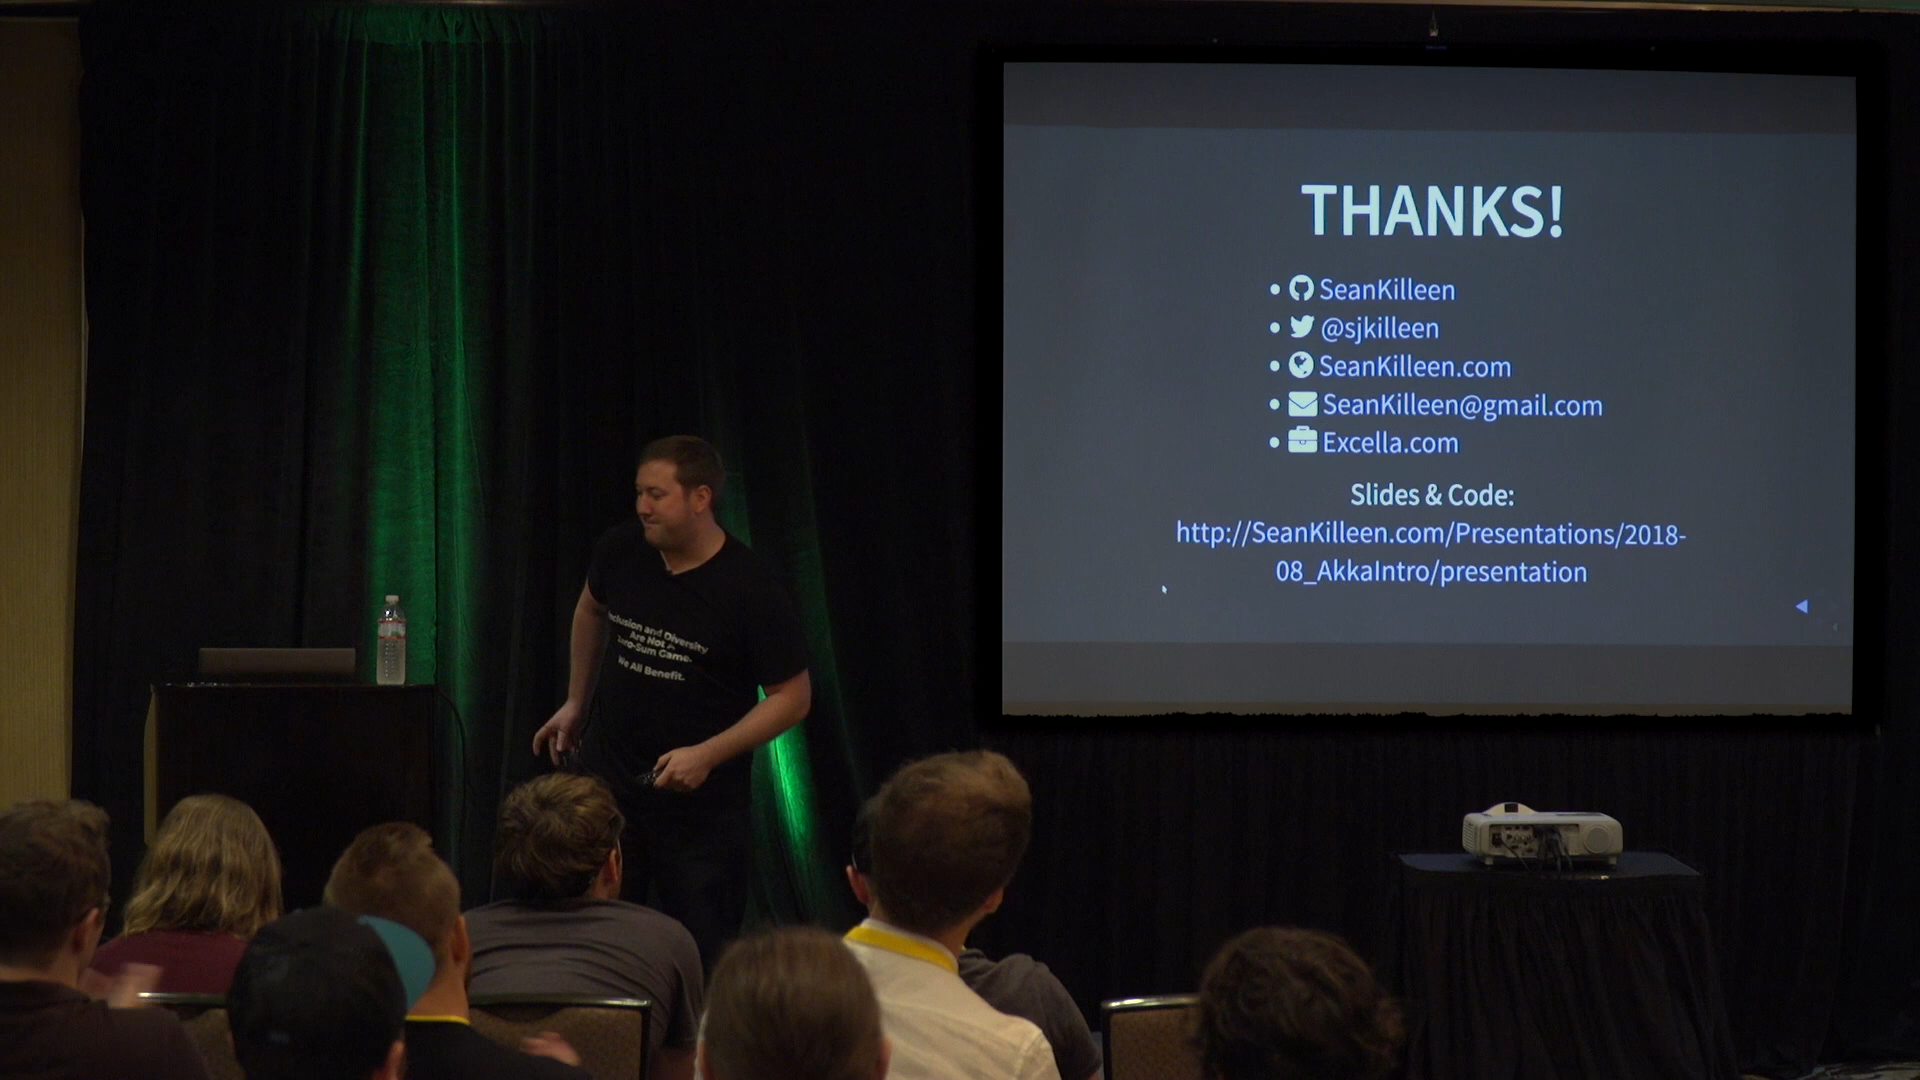 THANKS!
SeanKilleen
@sjkilleen
SeanKilleen.com
SeanKilleen@gmail.com
Excella.com
Slides & Code:
http://SeanKilleen.com/Presentations/2018-
08_AkkaIntro/presentation
and Diversity
Are Not A
Zero-Sum Game.
We All Benefit.